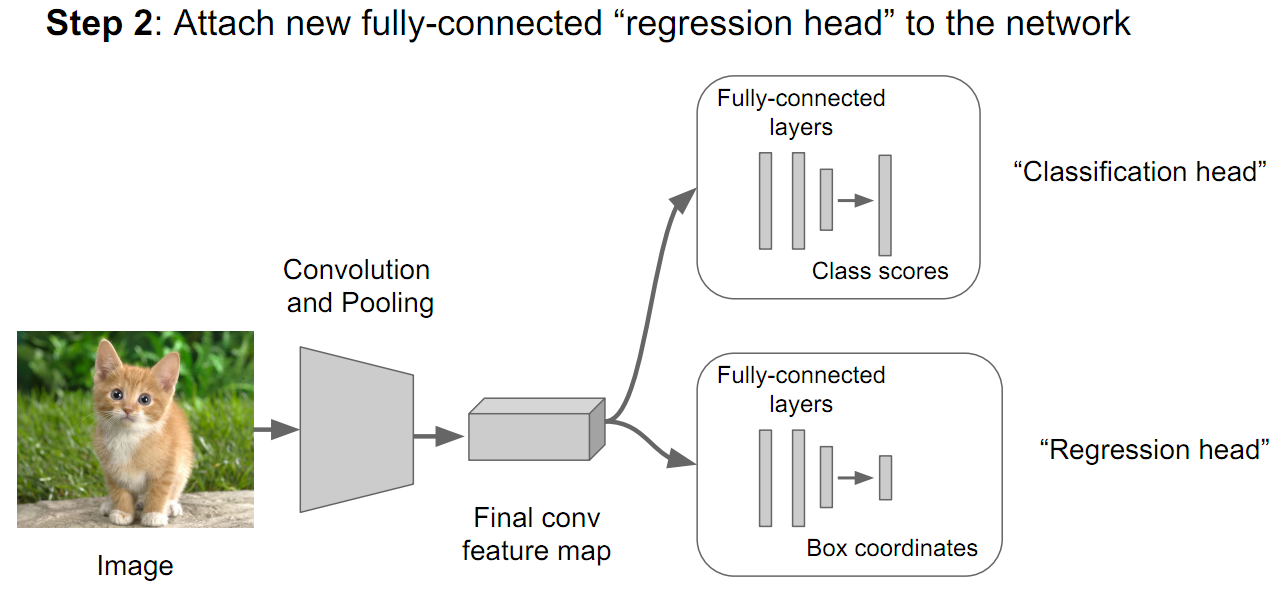 Step 2: Attach new fully-connected “regression head” to the network
Fully-connected
layers
Class scores
“Classification head”
Convolution
and Pooling
Image
Final conv
feature map
Fully-connected
layers
Box coordinates
“Regression head”